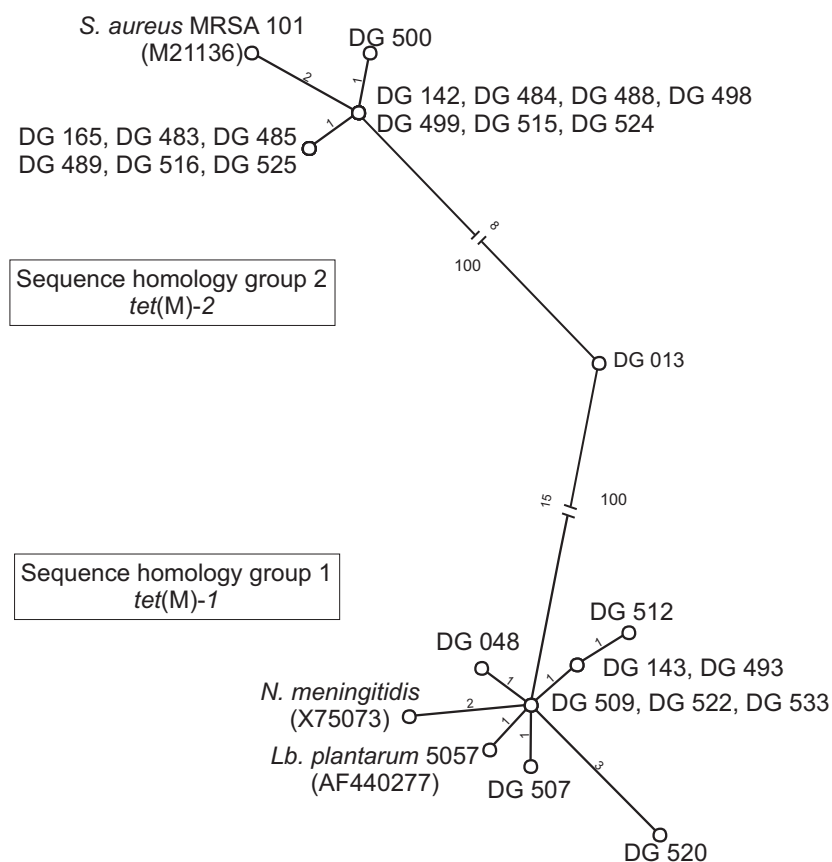 S. aureus MRSA 101
(M21136)
DG 500
2
1
DG 142, DG 484, DG 488, DG 498
DG 499, DG 515, DG 524
1
DG 165, DG 483, DG 485
DG 489, DG 516, DG 525
8
100
Sequence homology group 2
tet(M)-2
DG 013
15
100
Sequence homology group 1
tet(M)-1
DG 512
1
DG 048
DG 143, DG 493
1
1
N. meningitidis
(X75073)
2
DG 509, DG 522, DG 533
1
1
Lb. plantarum 5057
(AF440277)
3
DG 507
DG 520